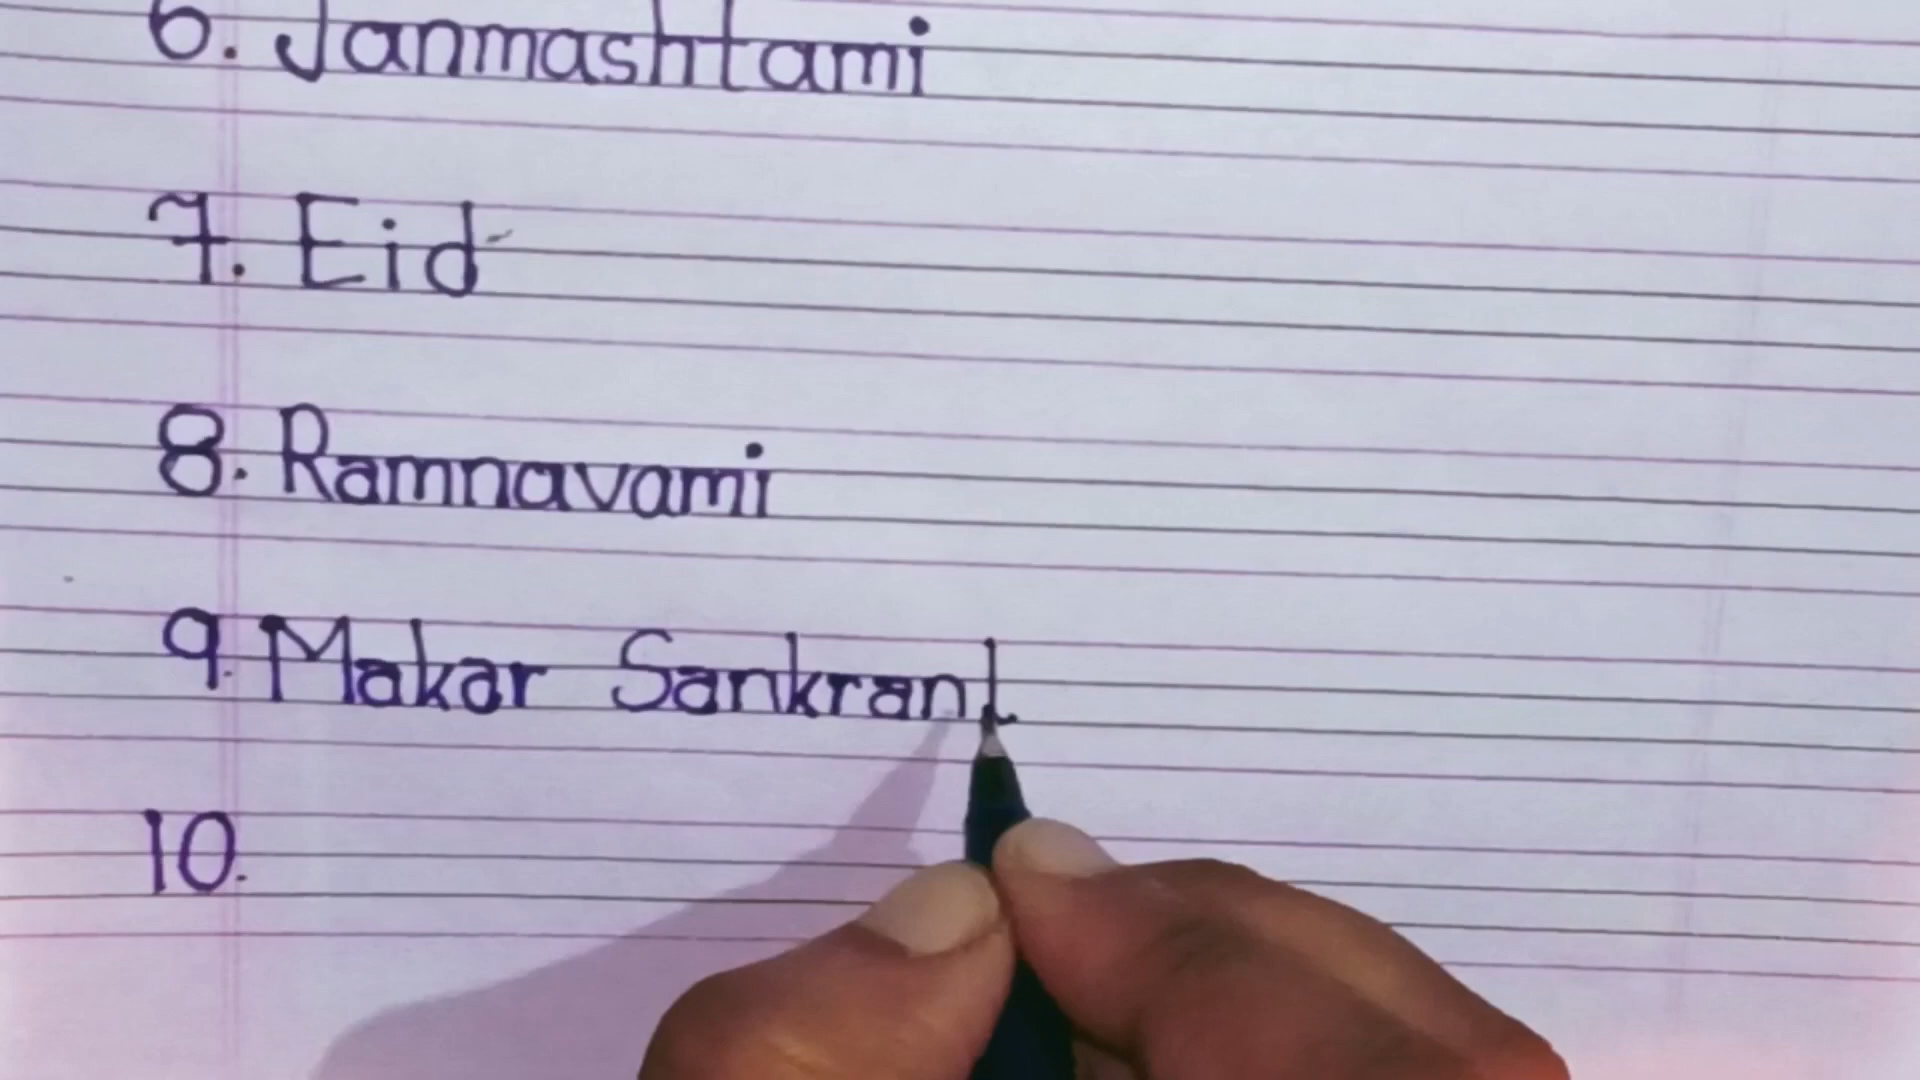 6. Janmashtami
7. Eid
8. Ramnavami
9. Makar Sankrant
10.